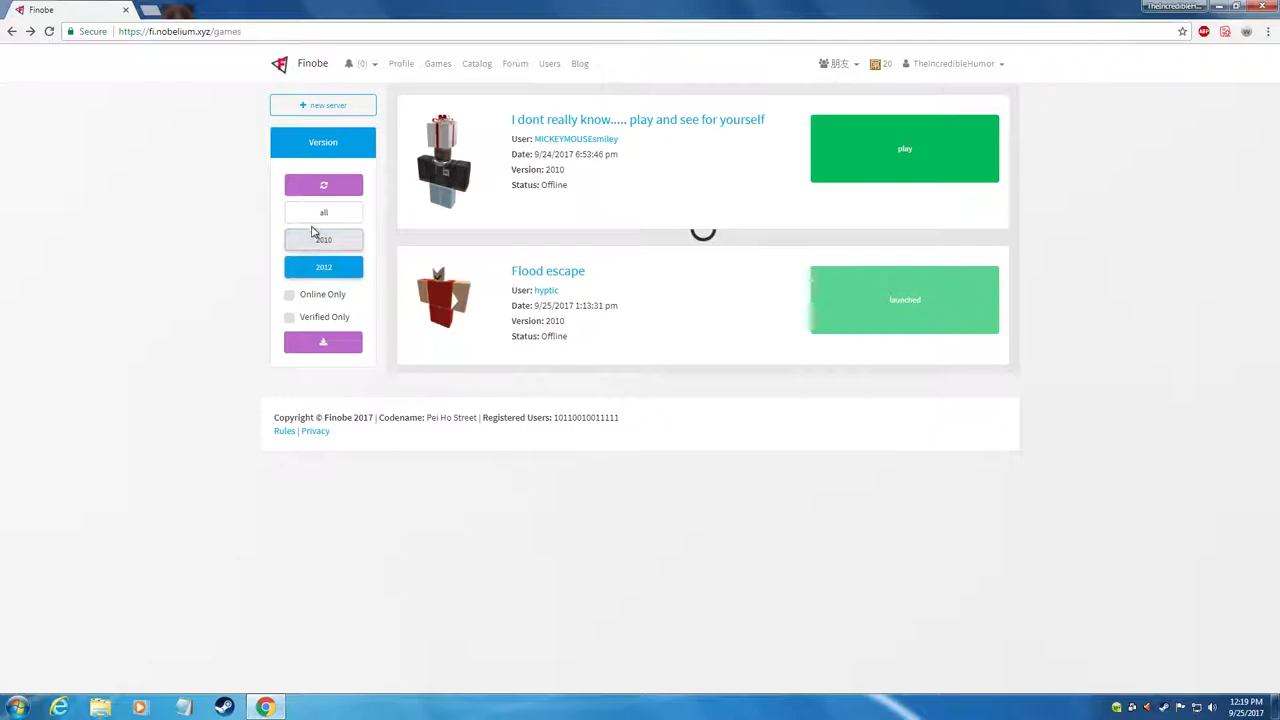 Finobe
TheIncredibleH...
Secure https://fi.nobelium.xyz/games
ABP
Finobe (0) Profile Games Catalog Forum Users Blog 朋友 20 TheIncredibleHumor
+ new server
Version
all
2010
2012
Online Only
Verified Only
I dont really know..... play and see for yourself
User: MICKEYMOUSEsmiley
Date: 9/24/2017 6:53:46 pm
Version: 2010
Status: Offline
play
Flood escape
User: hyptic
Date: 9/25/2017 1:13:31 pm
Version: 2010
Status: Offline
launched
Copyright © Finobe 2017 | Codename: Pei Ho Street | Registered Users: 10110010011111
Rules | Privacy
12:19 PM
9/25/2017